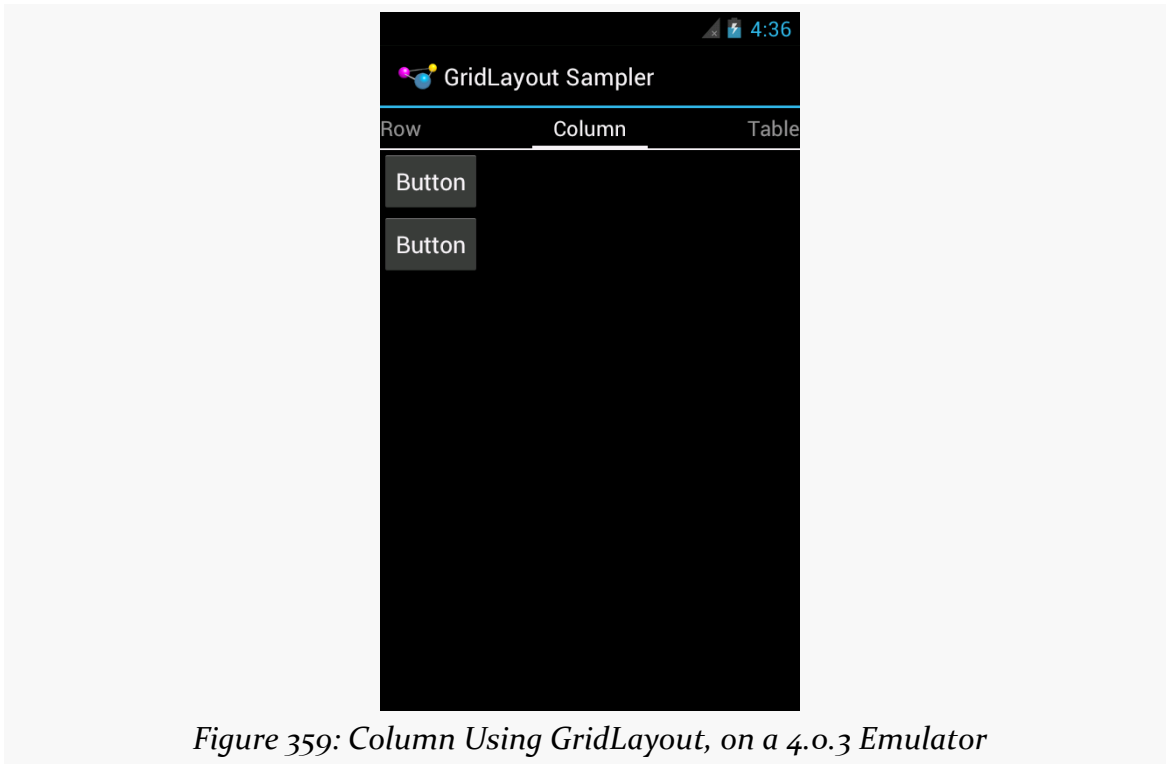 4:36
GridLayout Sampler
Row Column Table
Button
Button
Figure 359: Column Using GridLayout, on a 4.0.3 Emulator